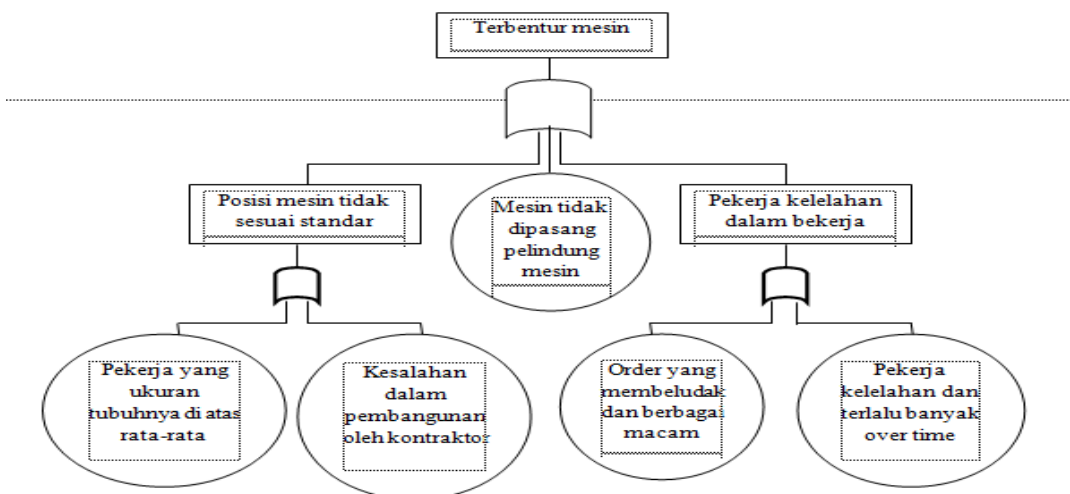 Terbentur mesin
Posisi mesin tidak
sesuai standar
Mesin tidak
dipasang
pelindung
mesin
Pekerja kelelahan
dalam bekerja
Pekerja yang
ukuran
tubuhnya di atas
rata-rata
Kesalahan
dalam
pembangunan
oleh kontraktor
Order yang
membeludak
dan berbagai
macam
Pekerja
kelelahan dan
terlalu banyak
over time